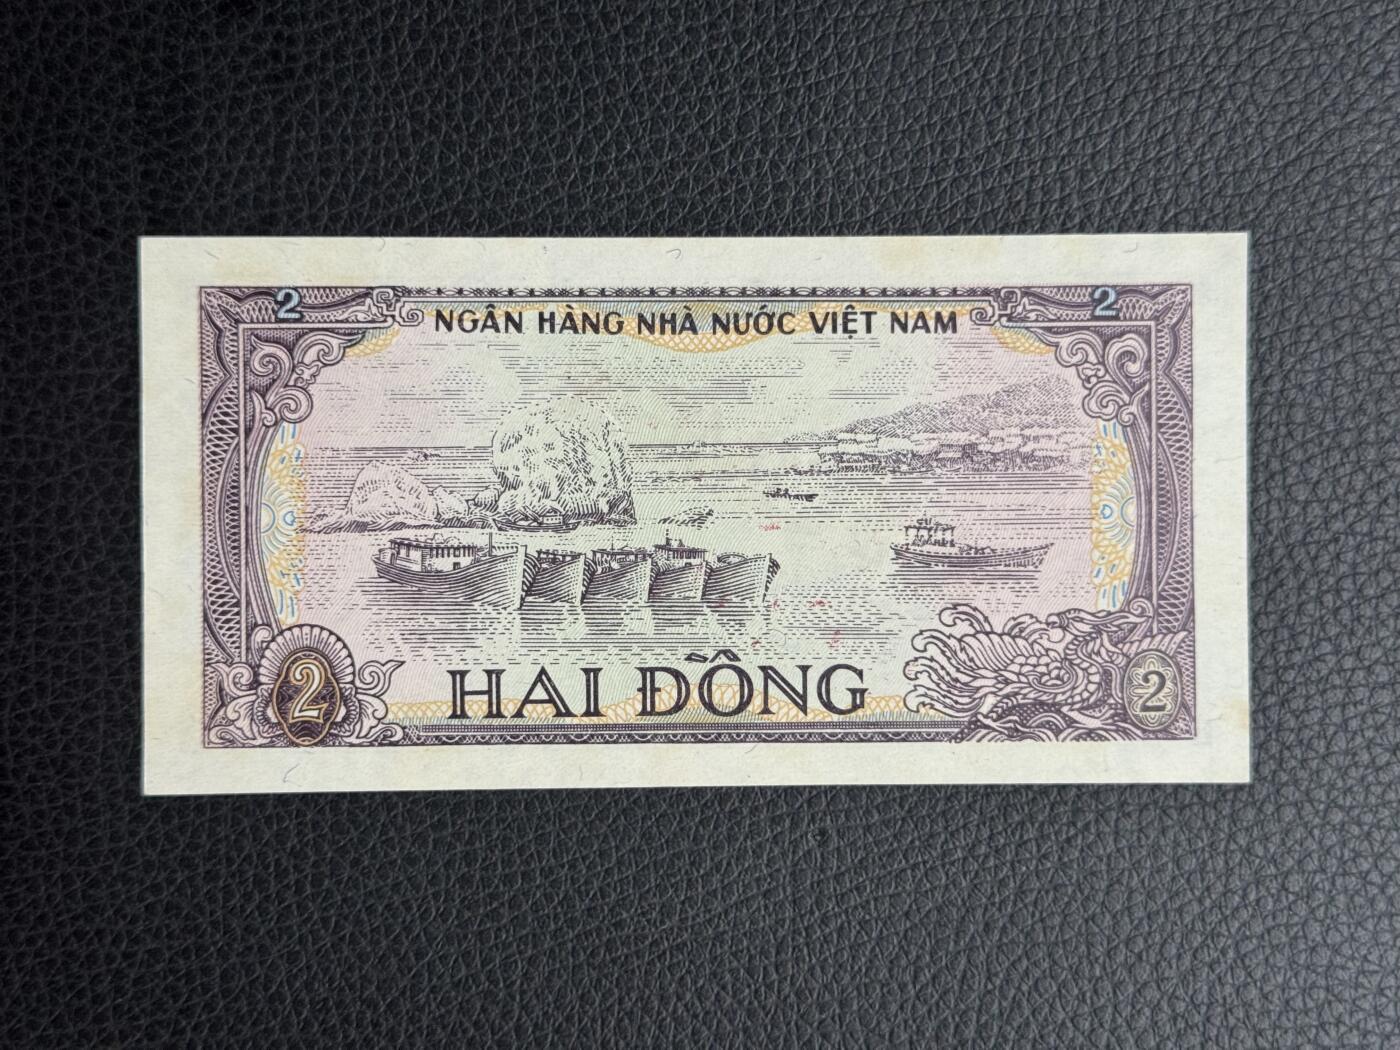 2 2
NGÂN HÀNG NHÀ NƯỚC VIỆT NAM
HAI ĐỒNG
2 2